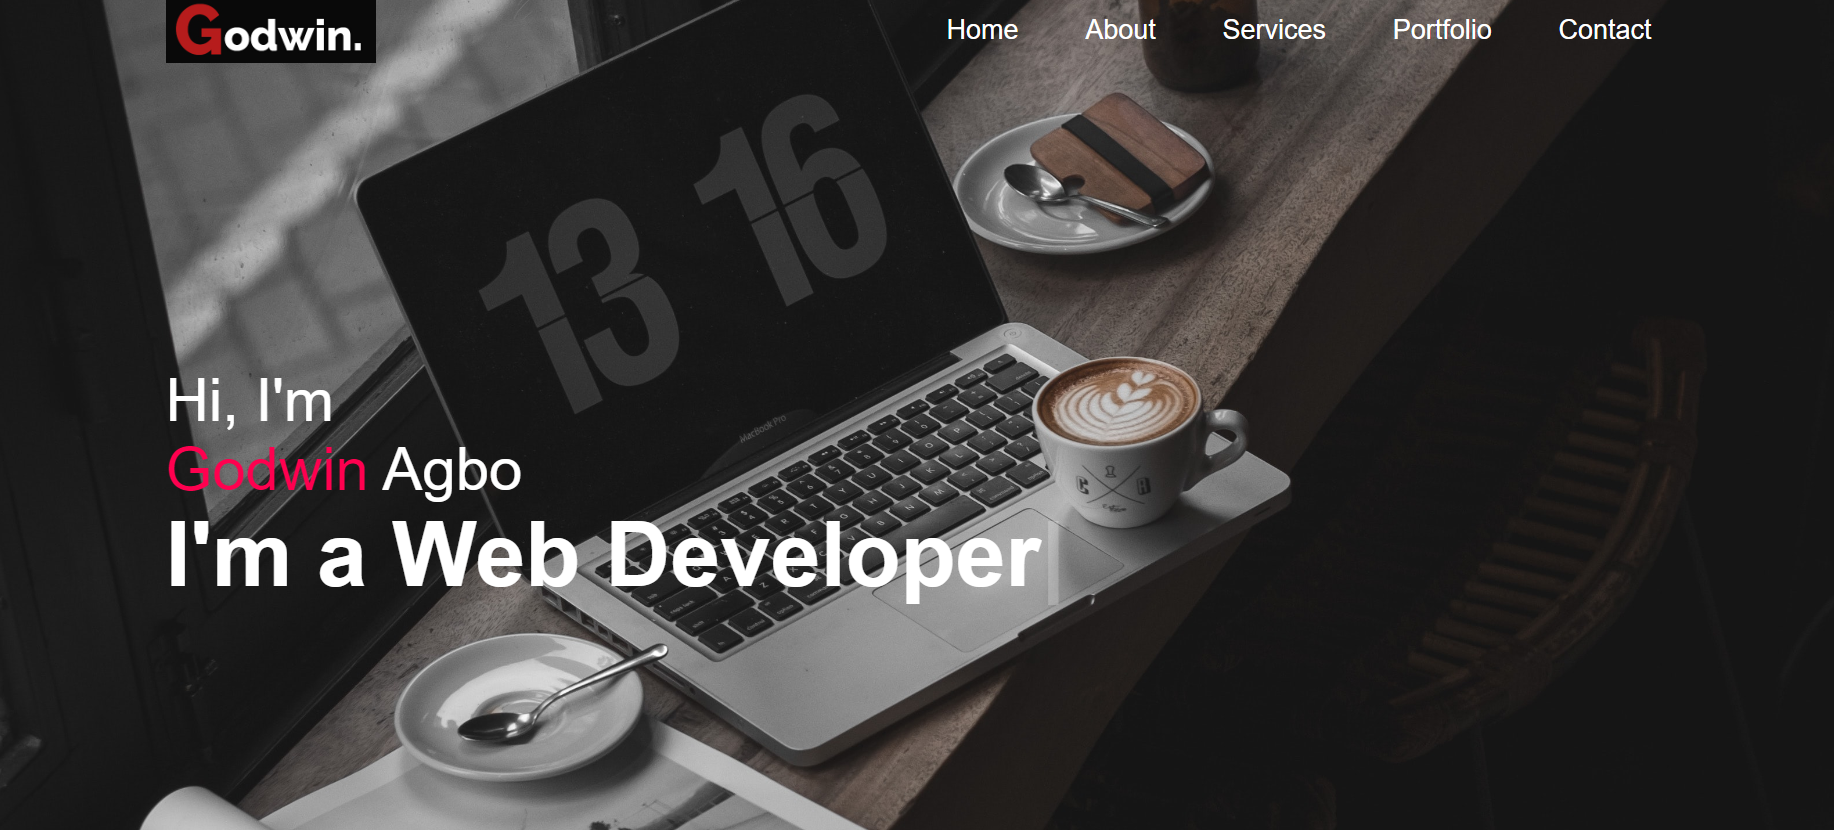 Godwin.
Home About Services Portfolio Contact
13 16
MacBook Pro
Hi, I'm
Godwin Agbo
I'm a Web Developer
C A